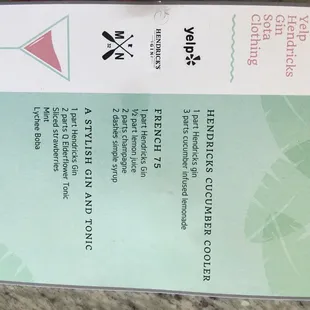 Yelp
Hendricks
Gin
Sota
Clothing
yelp
HENDRICK'S
GIN
M N
HENDRICKS CUCUMBER COOLER
1 part Hendricks gin
3 parts cucumber infused lemonade
FRENCH 75
1 part Hendricks Gin
½ part lemon juice
2 parts champagne
2 dashes simple syrup
A STYLISH GIN AND TONIC
1 part Hendricks Gin
2 parts Q Elderflower Tonic
Sliced strawberries
Mint
Lychee Boba